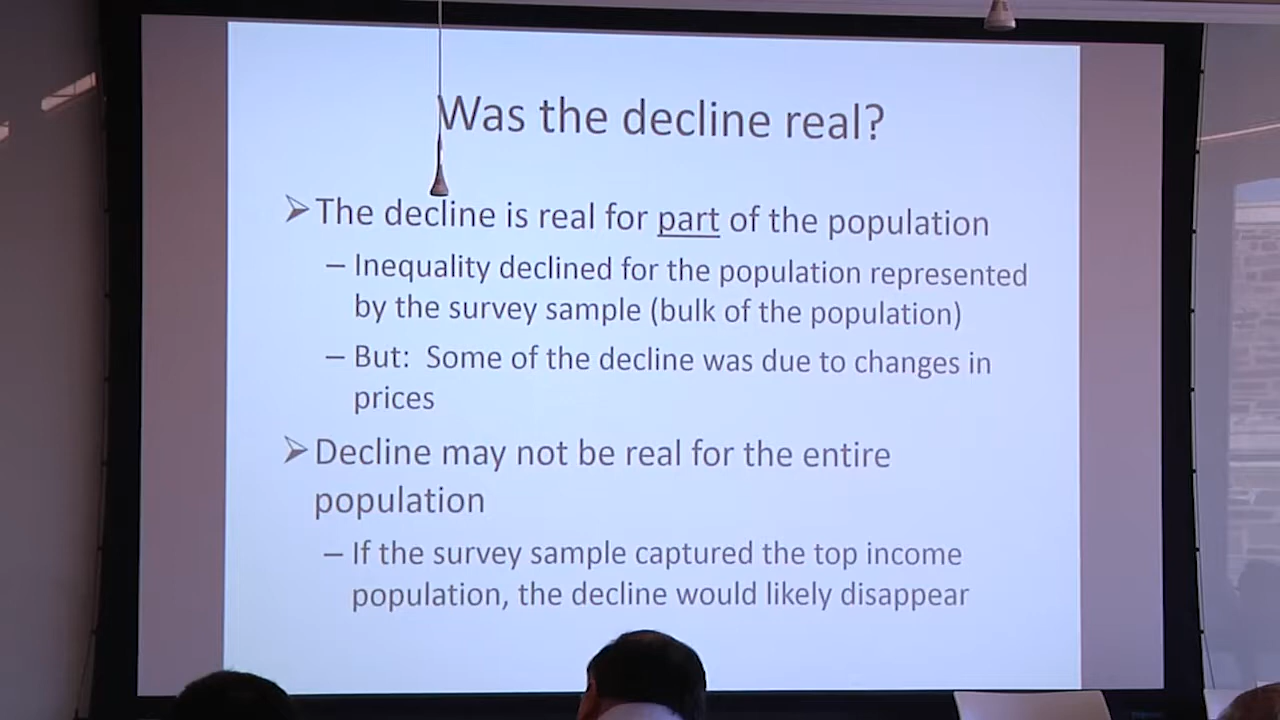 Was the decline real?
➢ The decline is real for part of the population
– Inequality declined for the population represented
by the survey sample (bulk of the population)
– But: Some of the decline was due to changes in
prices
➢ Decline may not be real for the entire
population
– If the survey sample captured the top income
population, the decline would likely disappear